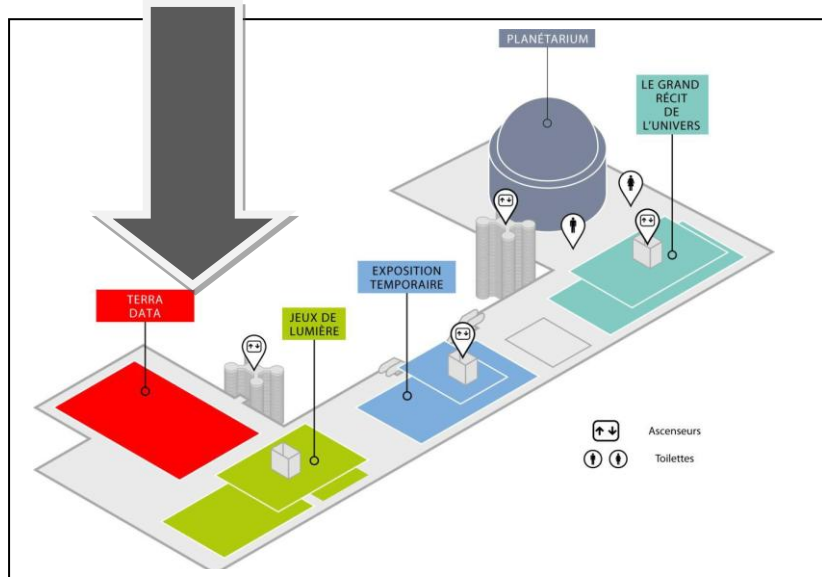 PLANÉTARIUM
LE GRAND
RÉCIT
DE
L'UNIVERS
EXPOSITION
TEMPORAIRE
TERRA
DATA
JEUX DE
LUMIÈRE
Ascenseurs
Toilettes